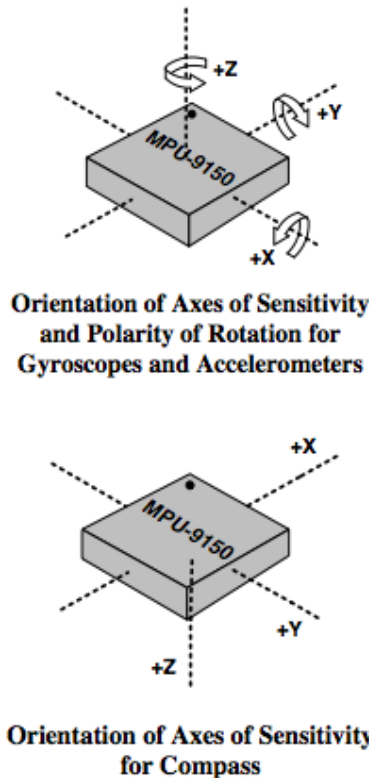 +Z
+Y
MPU-9150
+X
Orientation of Axes of Sensitivity
and Polarity of Rotation for
Gyroscopes and Accelerometers
+X
MPU-9150
+Y
+Z
Orientation of Axes of Sensitivity
for Compass